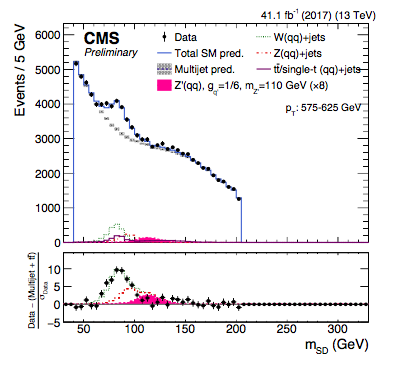 41.1 fb⁻¹ (2017) (13 TeV)
CMS
Preliminary
Data
Total SM pred.
Multijet pred.
W(qq)+jets
Z(qq)+jets
tt̄/single-t (qq)+jets
Z'(qq), g_q'=1/6, m_Z'=110 GeV (×8)
p_T: 575-625 GeV
Events / 5 GeV
6000
5000
4000
3000
2000
1000
0
Data − (Multijet + tt̄)
σ_Data
10
5
0
−5
50 100 150 200 250 300
m_SD (GeV)